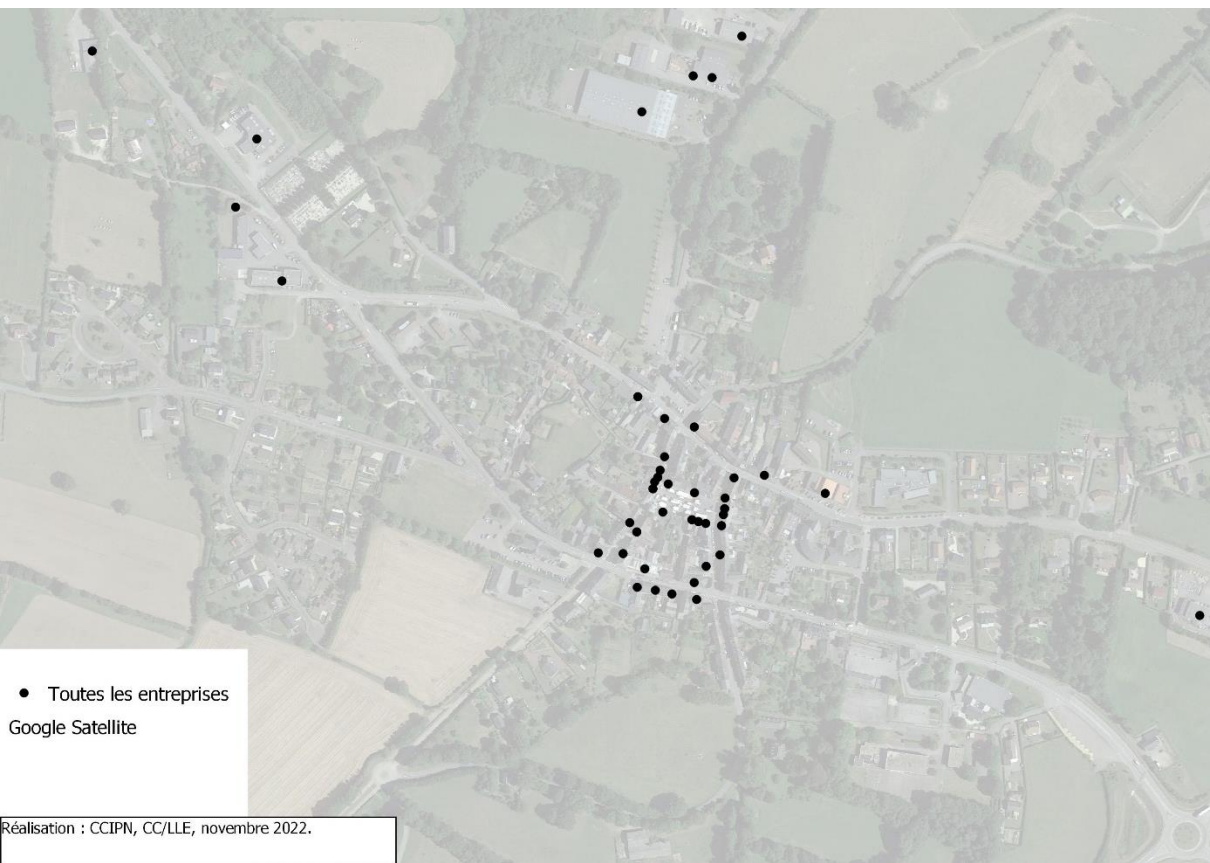 Toutes les entreprises
Google Satellite
Réalisation : CCIPN, CC/LLE, novembre 2022.